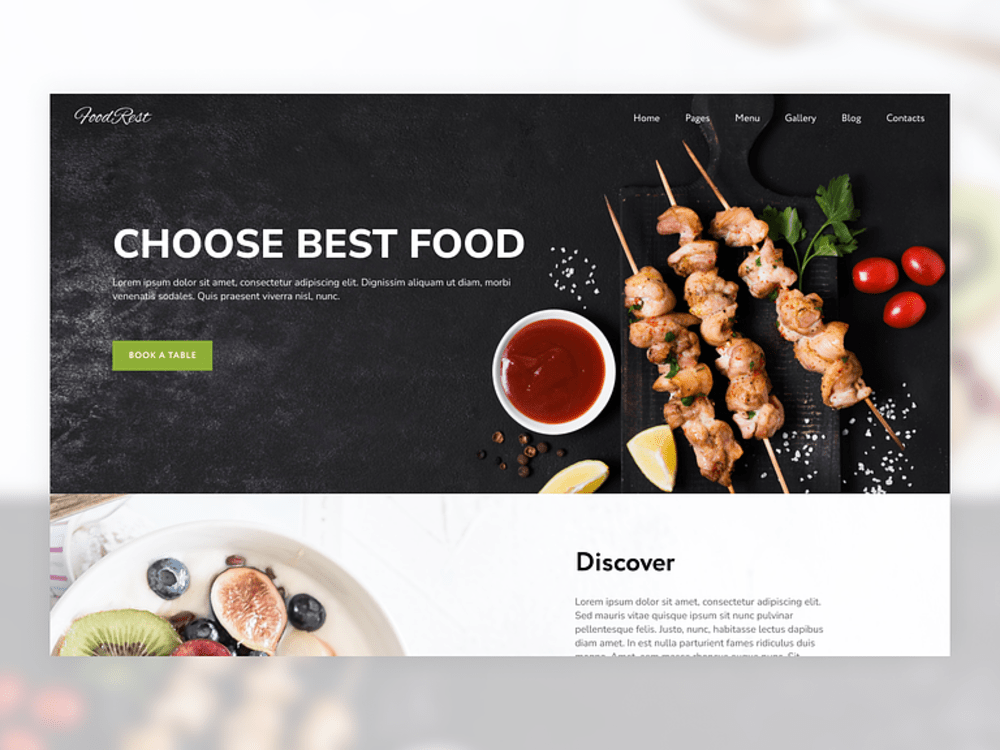 FoodRest
Home Pages Menu Gallery Blog Contacts
CHOOSE BEST FOOD
Lorem ipsum dolor sit amet, consectetur adipiscing elit. Dignissim aliquam ut diam, morbi
venenatis sodales. Quis praesent viverra nisl, nunc.
BOOK A TABLE
Discover
Lorem ipsum dolor sit amet, consectetur adipiscing elit.
Sed mauris vitae quisque ipsum sit nunc pulvinar
pellentesque felis. Justo, nunc, habitasse lectus dapibus
diam amet. In est nulla parturient fames ridiculus duis